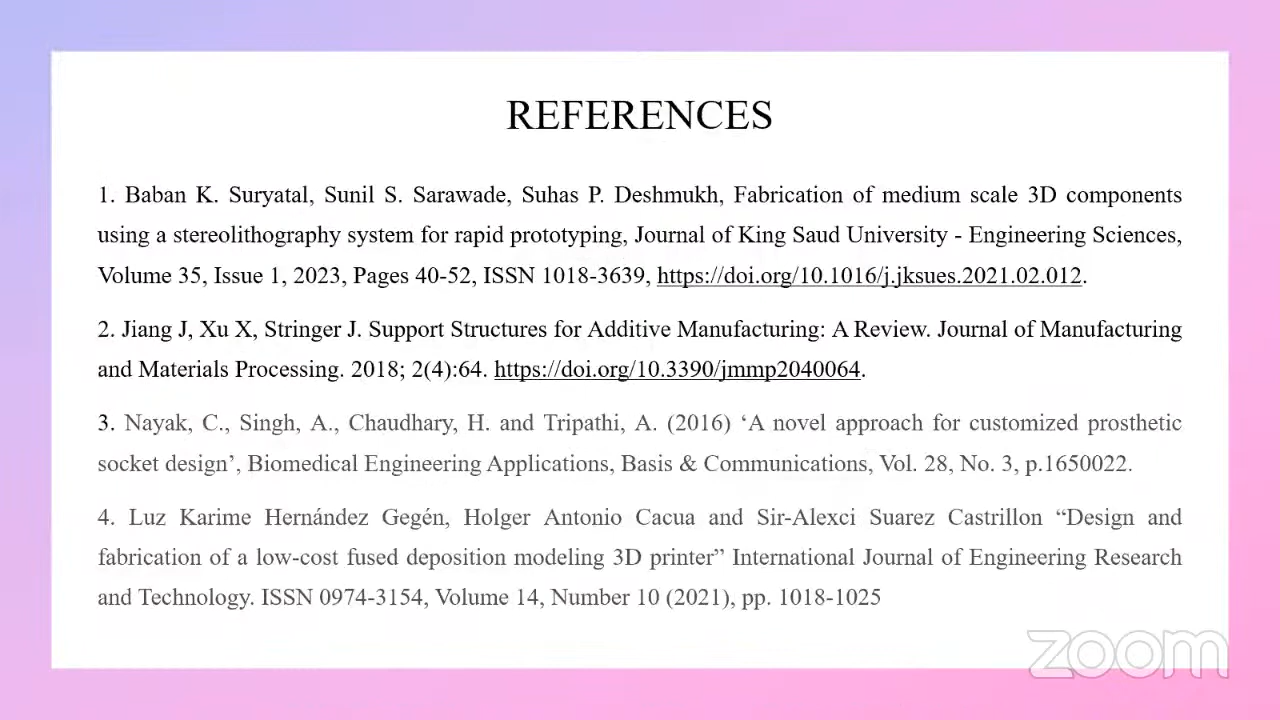 REFERENCES
1. Baban K. Suryatal, Sunil S. Sarawade, Suhas P. Deshmukh, Fabrication of medium scale 3D components
using a stereolithography system for rapid prototyping, Journal of King Saud University - Engineering Sciences,
Volume 35, Issue 1, 2023, Pages 40-52, ISSN 1018-3639, https://doi.org/10.1016/j.jksues.2021.02.012.
2. Jiang J, Xu X, Stringer J. Support Structures for Additive Manufacturing: A Review. Journal of Manufacturing
and Materials Processing. 2018; 2(4):64. https://doi.org/10.3390/jmmp2040064.
3. Nayak, C., Singh, A., Chaudhary, H. and Tripathi, A. (2016) ‘A novel approach for customized prosthetic
socket design’, Biomedical Engineering Applications, Basis & Communications, Vol. 28, No. 3, p.1650022.
4. Luz Karime Hernández Gegén, Holger Antonio Cacua and Sir-Alexci Suarez Castrillon “Design and
fabrication of a low-cost fused deposition modeling 3D printer” International Journal of Engineering Research
and Technology. ISSN 0974-3154, Volume 14, Number 10 (2021), pp. 1018-1025
zoom